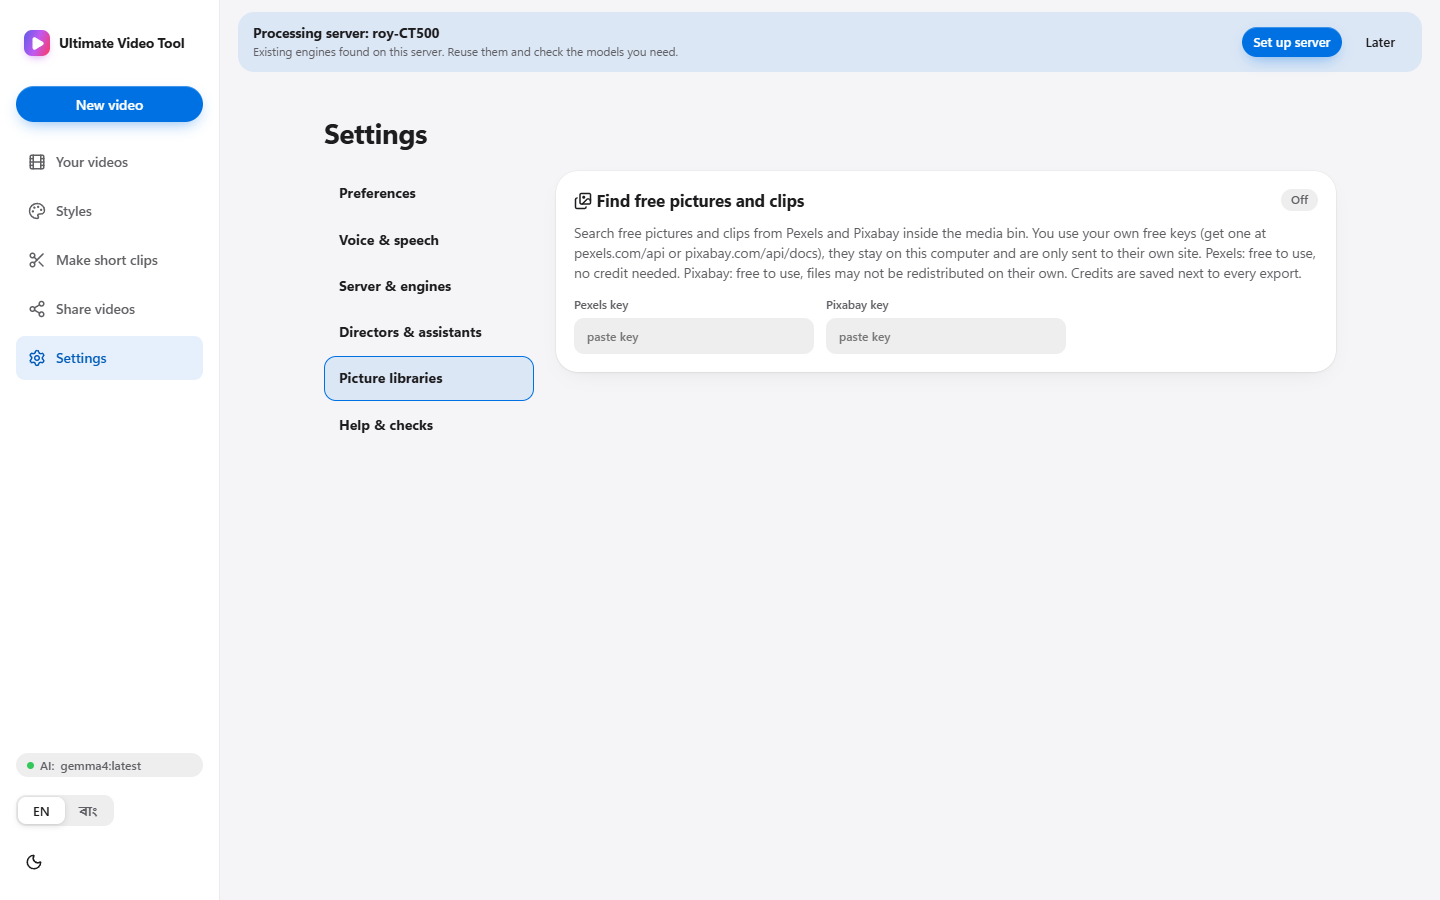 Ultimate Video Tool
New video
Your videos
Styles
Make short clips
Share videos
Settings
AI: gemma4:latest
EN
বাং
Processing server: roy-CT500
Existing engines found on this server. Reuse them and check the models you need.
Set up server
Later
Settings
Preferences
Voice & speech
Server & engines
Directors & assistants
Picture libraries
Help & checks
Find free pictures and clips
Off
Search free pictures and clips from Pexels and Pixabay inside the media bin. You use your own free keys (get one at
pexels.com/api or pixabay.com/api/docs), they stay on this computer and are only sent to their own site. Pexels: free to use,
no credit needed. Pixabay: free to use, files may not be redistributed on their own. Credits are saved next to every export.
Pexels key
Pixabay key
paste key
paste key